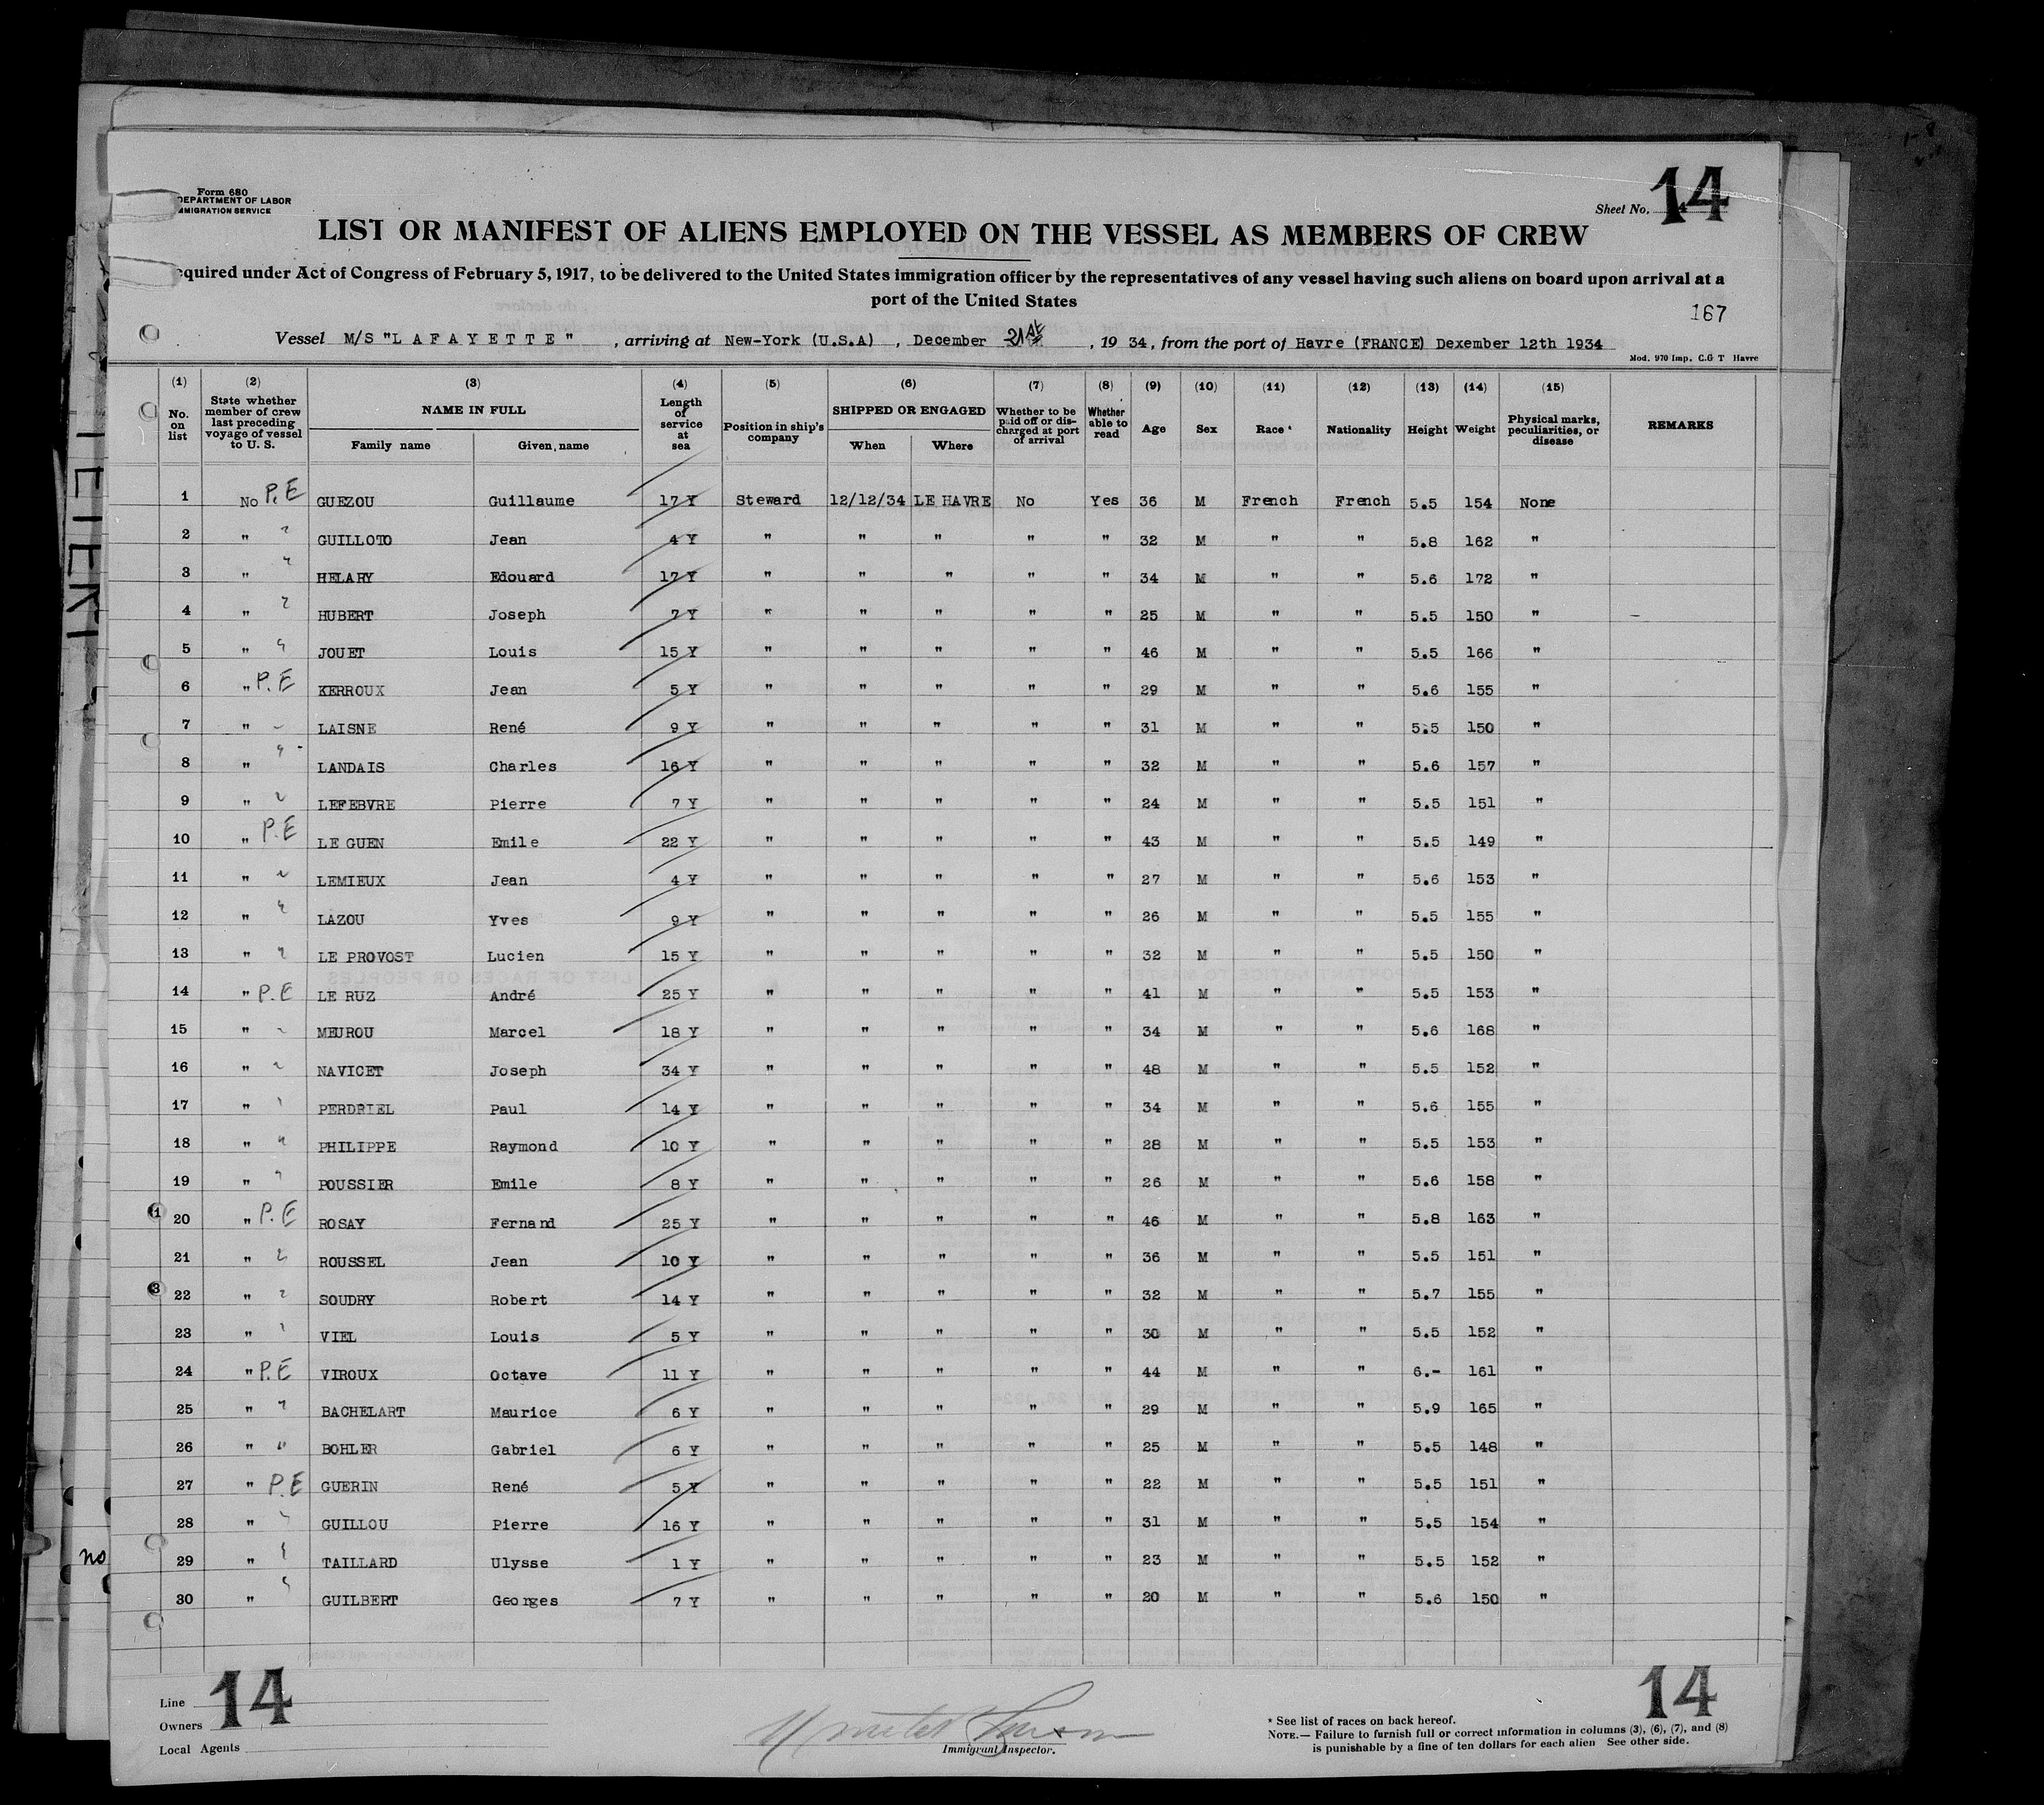 Form 680
DEPARTMENT OF LABOR
MMIGRATION SERVICE
Sheet No. 14
LIST OR MANIFEST OF ALIENS EMPLOYED ON THE VESSEL AS MEMBERS OF CREW
equired under Act of Congress of February 5, 1917, to be delivered to the United States immigration officer by the representatives of any vessel having such aliens on board upon arrival at a
port of the United States
167
Vessel M/S "LAFAYETTE" , arriving at New-York (U.S.A) , December 21st , 19 34, from the port of Havre (FRANCE) Dexember 12th 1934
Mod. 970 Imp. C.G T Havre
(1) (2) (3) (4) (5) (6) (7) (8) (9) (10) (11) (12) (13) (14) (15)
No. on list State whether member of crew last preceding voyage of vessel to U. S. NAME IN FULL Length of service at sea Position in ship's company SHIPPED OR ENGAGED Whether to be paid off or discharged at port of arrival Whether able to read Age Sex Race * Nationality Height Weight Physical marks, peculiarities, or disease REMARKS
Family name Given name When Where
1 No P.E GUEZOU Guillaume 17 Y Steward 12/12/34 LE HAVRE No Yes 36 M French French 5.5 154 None
2 " " GUILLOTO Jean 4 Y " " " " " 32 M " " 5.8 162 "
3 " " HELARY Edouard 17 Y " " " " " 34 M " " 5.6 172 "
4 " " HUBERT Joseph 7 Y " " " " " 25 M " " 5.5 150 "
5 " " JOUET Louis 15 Y " " " " " 46 M " " 5.5 166 "
6 " P.E KERROUX Jean 5 Y " " " " " 29 M " " 5.6 155 "
7 " " LAISNE René 9 Y " " " " " 31 M " " 5.5 150 "
8 " " LANDAIS Charles 16 Y " " " " " 32 M " " 5.6 157 "
9 " " LEFEBVRE Pierre 7 Y " " " " " 24 M " " 5.5 151 "
10 " P.E LE GUEN Emile 22 Y " " " " " 43 M " " 5.5 149 "
11 " " LEMIEUX Jean 4 Y " " " " " 27 M " " 5.6 153 "
12 " " LAZOU Yves 9 Y " " " " " 26 M " " 5.5 155 "
13 " " LE PROVOST Lucien 15 Y " " " " " 32 M " " 5.5 150 "
14 " P.E LE RUZ André 25 Y " " " " " 41 M " " 5.5 153 "
15 " " MEUROU Marcel 18 Y " " " " " 34 M " " 5.6 168 "
16 " " NAVICET Joseph 34 Y " " " " " 48 M " " 5.5 152 "
17 " " PERDRIEL Paul 14 Y " " " " " 34 M " " 5.6 155 "
18 " " PHILIPPE Raymond 10 Y " " " " " 28 M " " 5.5 153 "
19 " " POUSSIER Emile 8 Y " " " " " 26 M " " 5.6 158 "
20 " P.E ROSAY Fernand 25 Y " " " " " 46 M " " 5.8 163 "
21 " " ROUSSEL Jean 10 Y " " " " " 36 M " " 5.5 151 "
22 " " SOUDRY Robert 14 Y " " " " " 32 M " " 5.7 155 "
23 " " VIEL Louis 5 Y " " " " " 30 M " " 5.5 152 "
24 " P.E VIROUX Octave 11 Y " " " " " 44 M " " 6.- 161 "
25 " " BACHELART Maurice 6 Y " " " " " 29 M " " 5.9 165 "
26 " " BOHLER Gabriel 6 Y " " " " " 25 M " " 5.5 148 "
27 " P.E GUERIN René 5 Y " " " " " 22 M " " 5.5 151 "
28 " " GUILLOU Pierre 16 Y " " " " " 31 M " " 5.5 154 "
29 " " TAILLARD Ulysse 1 Y " " " " " 23 M " " 5.5 152 "
30 " " GUILBERT Georges 7 Y " " " " " 20 M " " 5.6 150 "
no
Line 14
Owners
Local Agents
Immigrant Inspector.
14
* See list of races on back hereof.
NOTE.— Failure to furnish full or correct information in columns (3), (6), (7), and (8)
is punishable by a fine of ten dollars for each alien See other side.